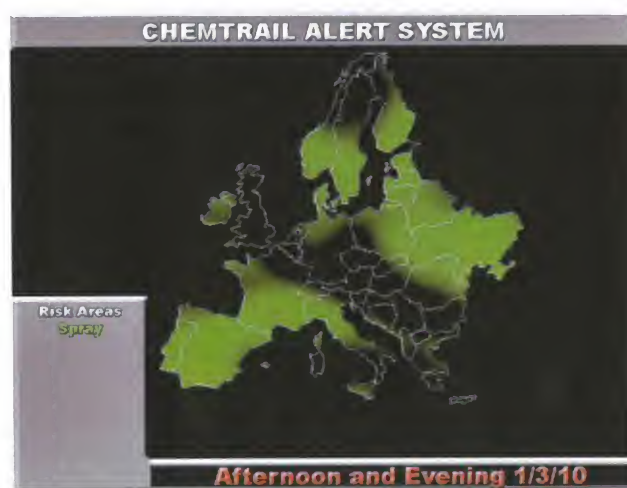 CHEMTRAIL ALERT SYSTEM
Risk Areas
Spray
Afternoon and Evening 1/3/10